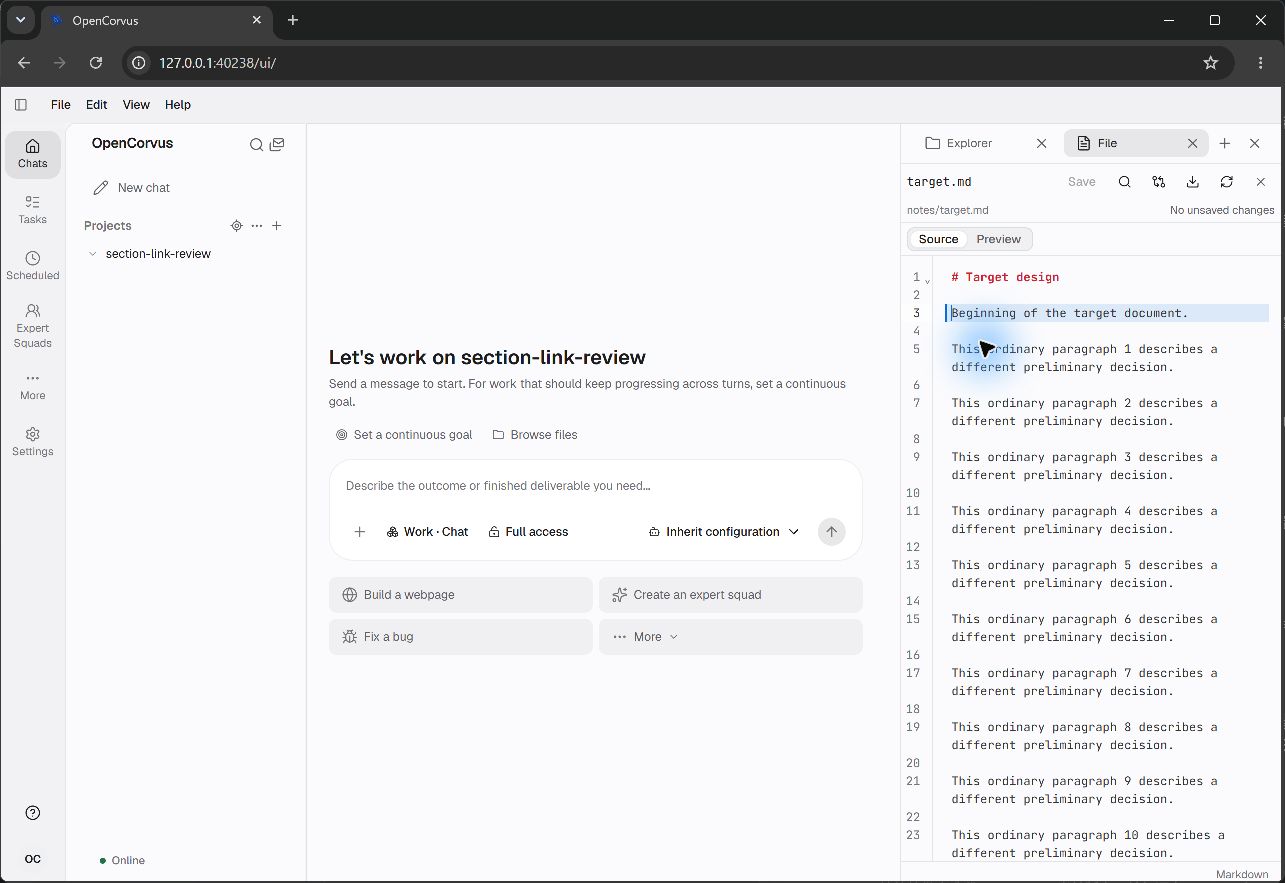 OpenCorvus
127.0.0.1:40238/ui/
File Edit View Help
Chats
Tasks
Scheduled
Expert
Squads
More
Settings
OC
OpenCorvus
New chat
Projects
section-link-review
Online
Let's work on section-link-review
Send a message to start. For work that should keep progressing across turns, set a continuous
goal.
Set a continuous goal Browse files
Describe the outcome or finished deliverable you need...
Work · Chat Full access Inherit configuration
Build a webpage Create an expert squad
Fix a bug More
Explorer File
target.md Save
notes/target.md No unsaved changes
Source Preview
1 # Target design
2
3 Beginning of the target document.
4
5 This ordinary paragraph 1 describes a
different preliminary decision.
6
7 This ordinary paragraph 2 describes a
different preliminary decision.
8
9 This ordinary paragraph 3 describes a
different preliminary decision.
10
11 This ordinary paragraph 4 describes a
different preliminary decision.
12
13 This ordinary paragraph 5 describes a
different preliminary decision.
14
15 This ordinary paragraph 6 describes a
different preliminary decision.
16
17 This ordinary paragraph 7 describes a
different preliminary decision.
18
19 This ordinary paragraph 8 describes a
different preliminary decision.
20
21 This ordinary paragraph 9 describes a
different preliminary decision.
22
23 This ordinary paragraph 10 describes a
different preliminary decision.
Markdown